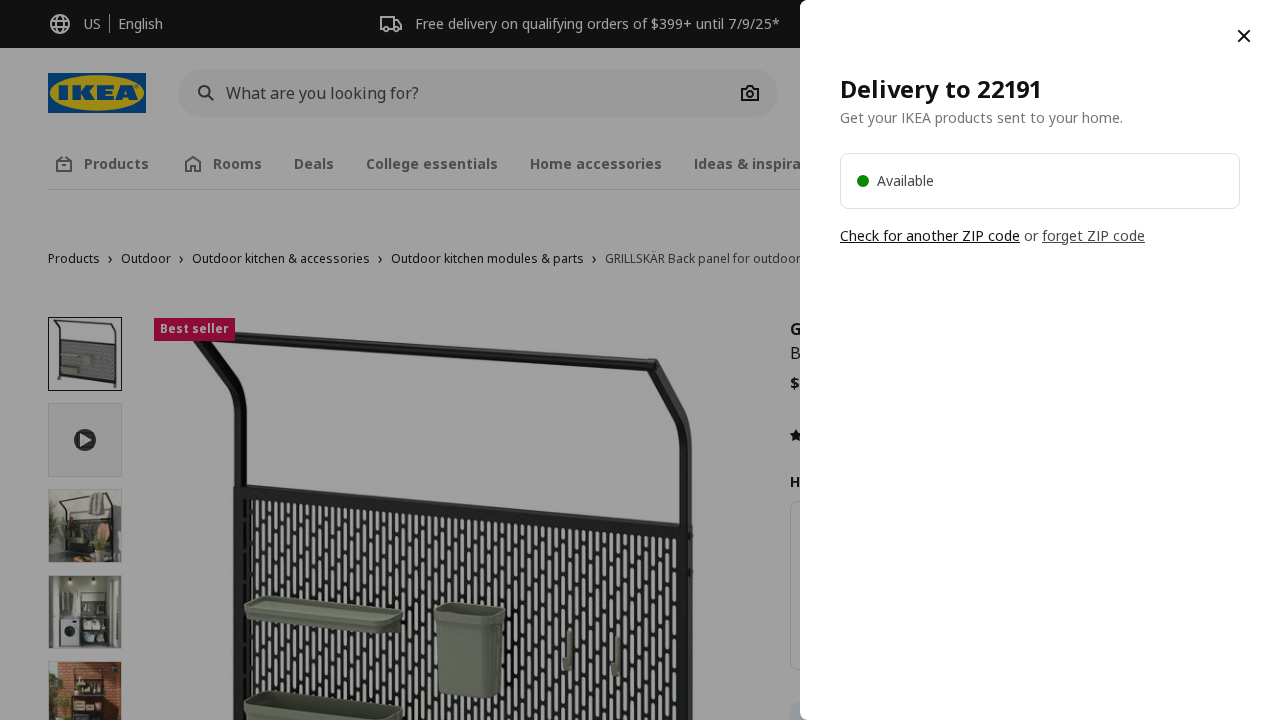 US
English
Free delivery on qualifying orders of $399+ until 7/9/25*
IKEA
What are you looking for?
Products
Rooms
Deals
College essentials
Home accessories
Ideas & inspira
Products › Outdoor › Outdoor kitchen & accessories › Outdoor kitchen modules & parts › GRILLSKÄR Back panel for outdoor
Best seller
G
B
$
H
Delivery to 22191
Get your IKEA products sent to your home.
Available
Check for another ZIP code or forget ZIP code